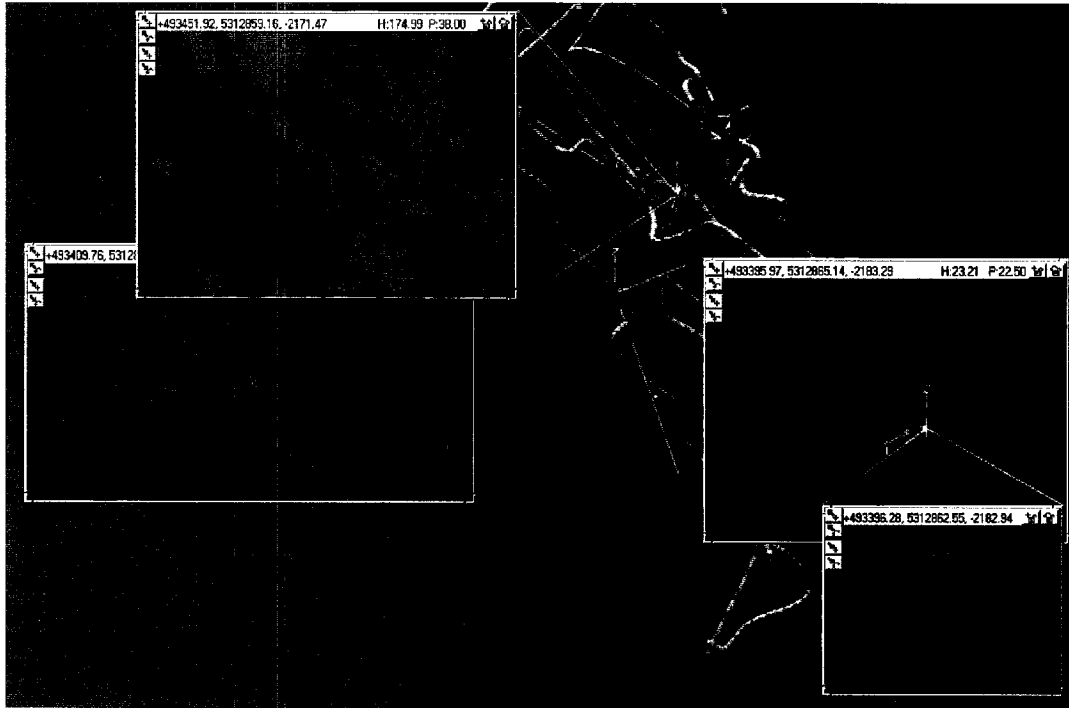 +493451.92, 5312859.16, -2171.47 H:174.99 P:38.00
+493409.76, 53128
+493395.97, 5312865.14, -2183.29 H:23.21 P:22.50
+493396.28, 5312862.55, -2182.94